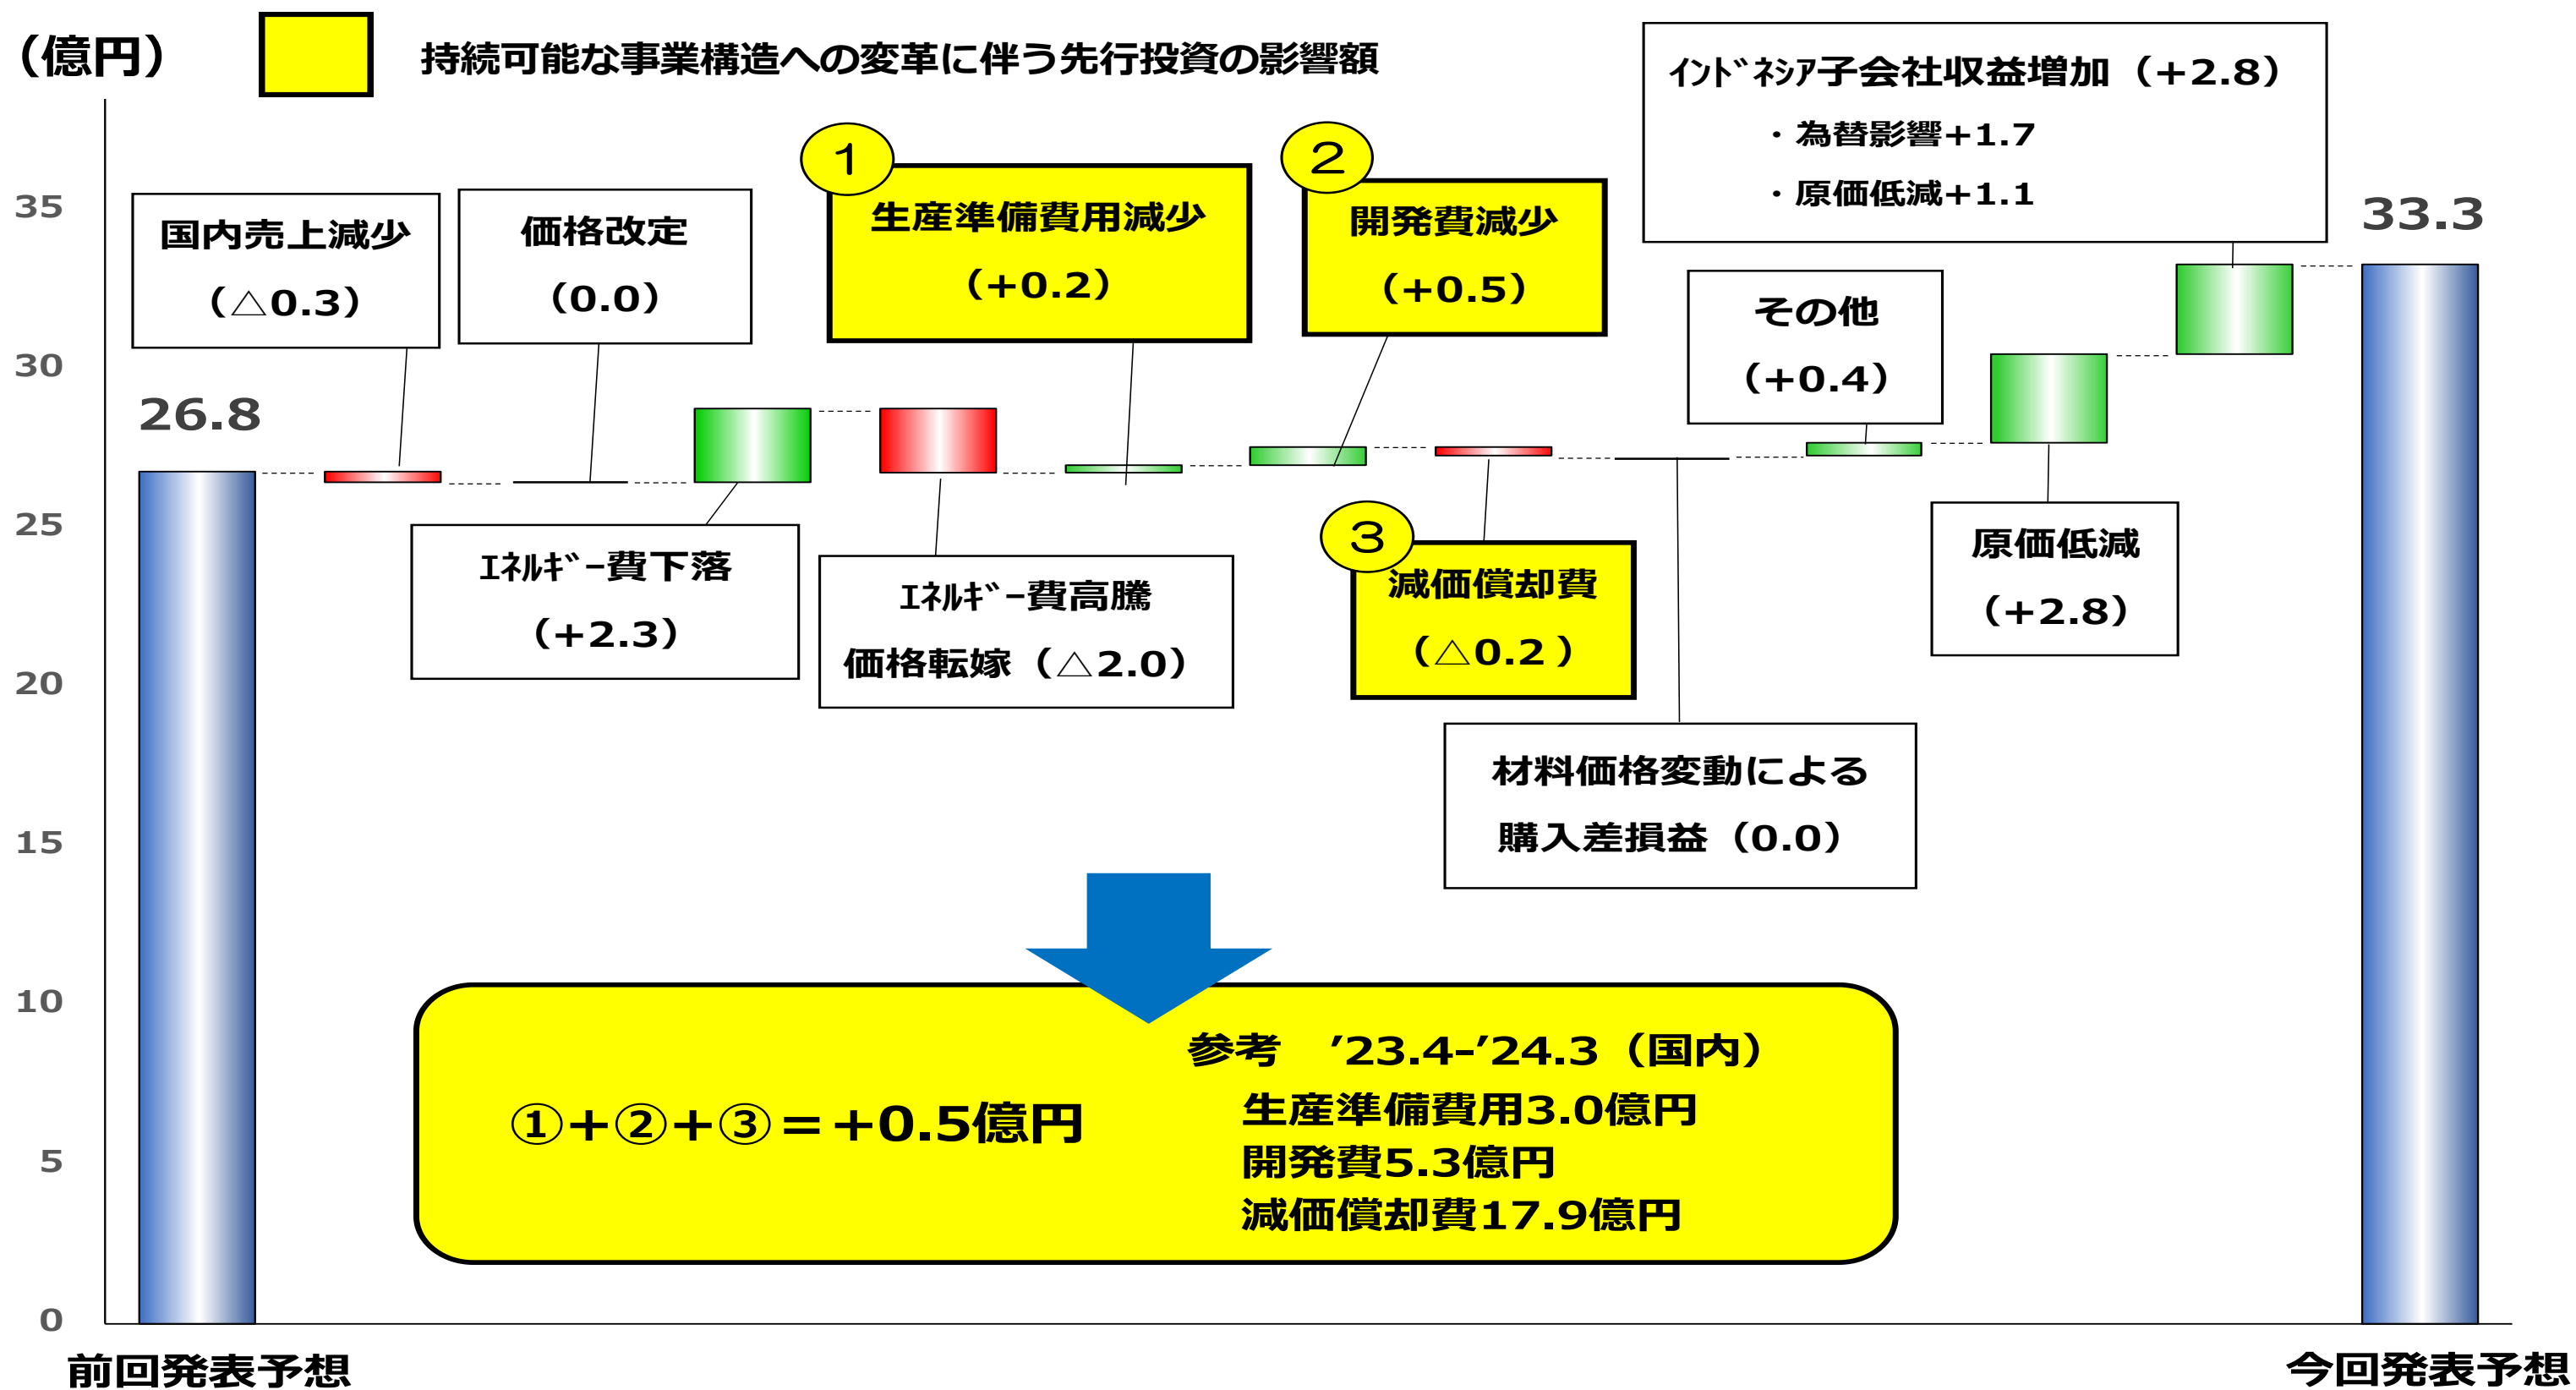 (億円)
持続可能な事業構造への変革に伴う先行投資の影響額
35
30
25
20
15
10
5
0
26.8
国内売上減少
(△0.3)
価格改定
(0.0)
ｴﾈﾙｷﾞｰ費下落
(+2.3)
ｴﾈﾙｷﾞｰ費高騰
価格転嫁 (△2.0)
1
生産準備費用減少
(+0.2)
2
開発費減少
(+0.5)
3
減価償却費
(△0.2 )
材料価格変動による
購入差損益 (0.0)
その他
(+0.4)
原価低減
(+2.8)
ｲﾝﾄﾞﾈｼｱ子会社収益増加 (+2.8)
・為替影響+1.7
・原価低減+1.1
33.3
①+②+③=+0.5億円
参考 ’23.4-’24.3 (国内)
生産準備費用3.0億円
開発費5.3億円
減価償却費17.9億円
前回発表予想
今回発表予想